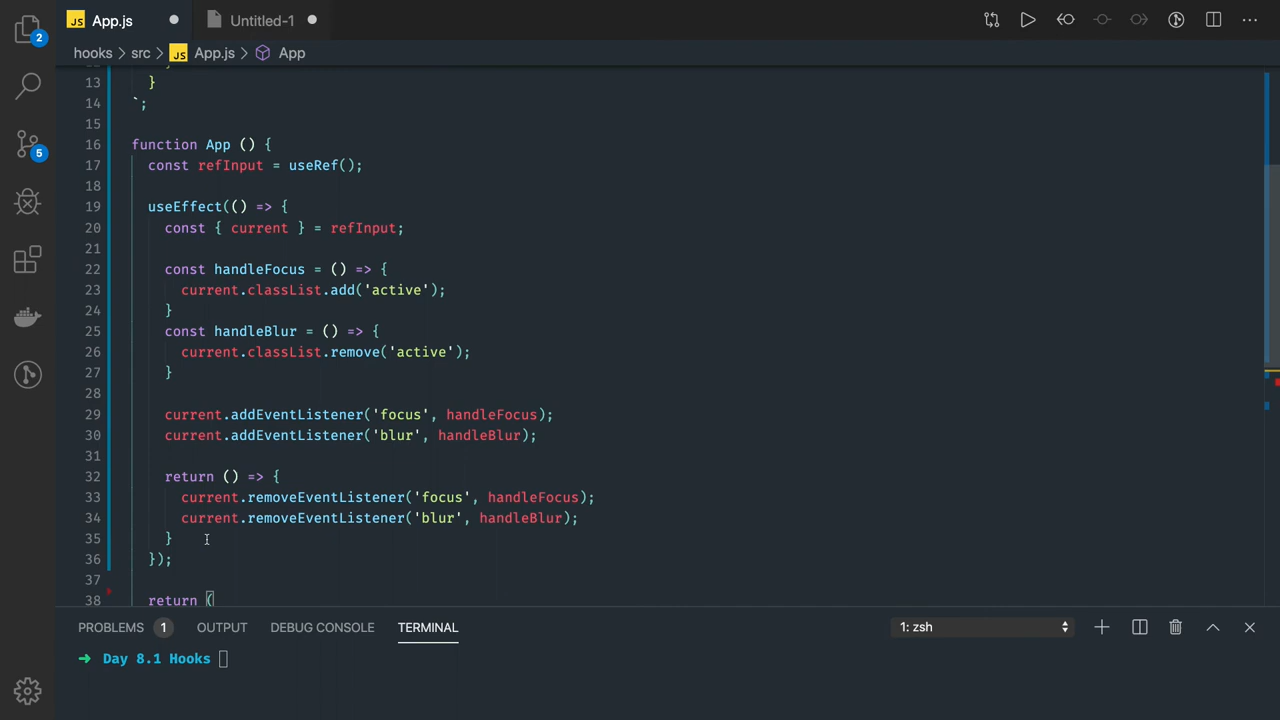 JS App.js Untitled-1
2
hooks > src > JS App.js > App
13 }
14 `;
15
16 function App () {
17 const refInput = useRef();
18
19 useEffect(() => {
20 const { current } = refInput;
21
22 const handleFocus = () => {
23 current.classList.add('active');
24 }
25 const handleBlur = () => {
26 current.classList.remove('active');
27 }
28
29 current.addEventListener('focus', handleFocus);
30 current.addEventListener('blur', handleBlur);
31
32 return () => {
33 current.removeEventListener('focus', handleFocus);
34 current.removeEventListener('blur', handleBlur);
35 }
36 });
37
38 return (
5
PROBLEMS 1 OUTPUT DEBUG CONSOLE TERMINAL 1: zsh
➜ Day 8.1 Hooks